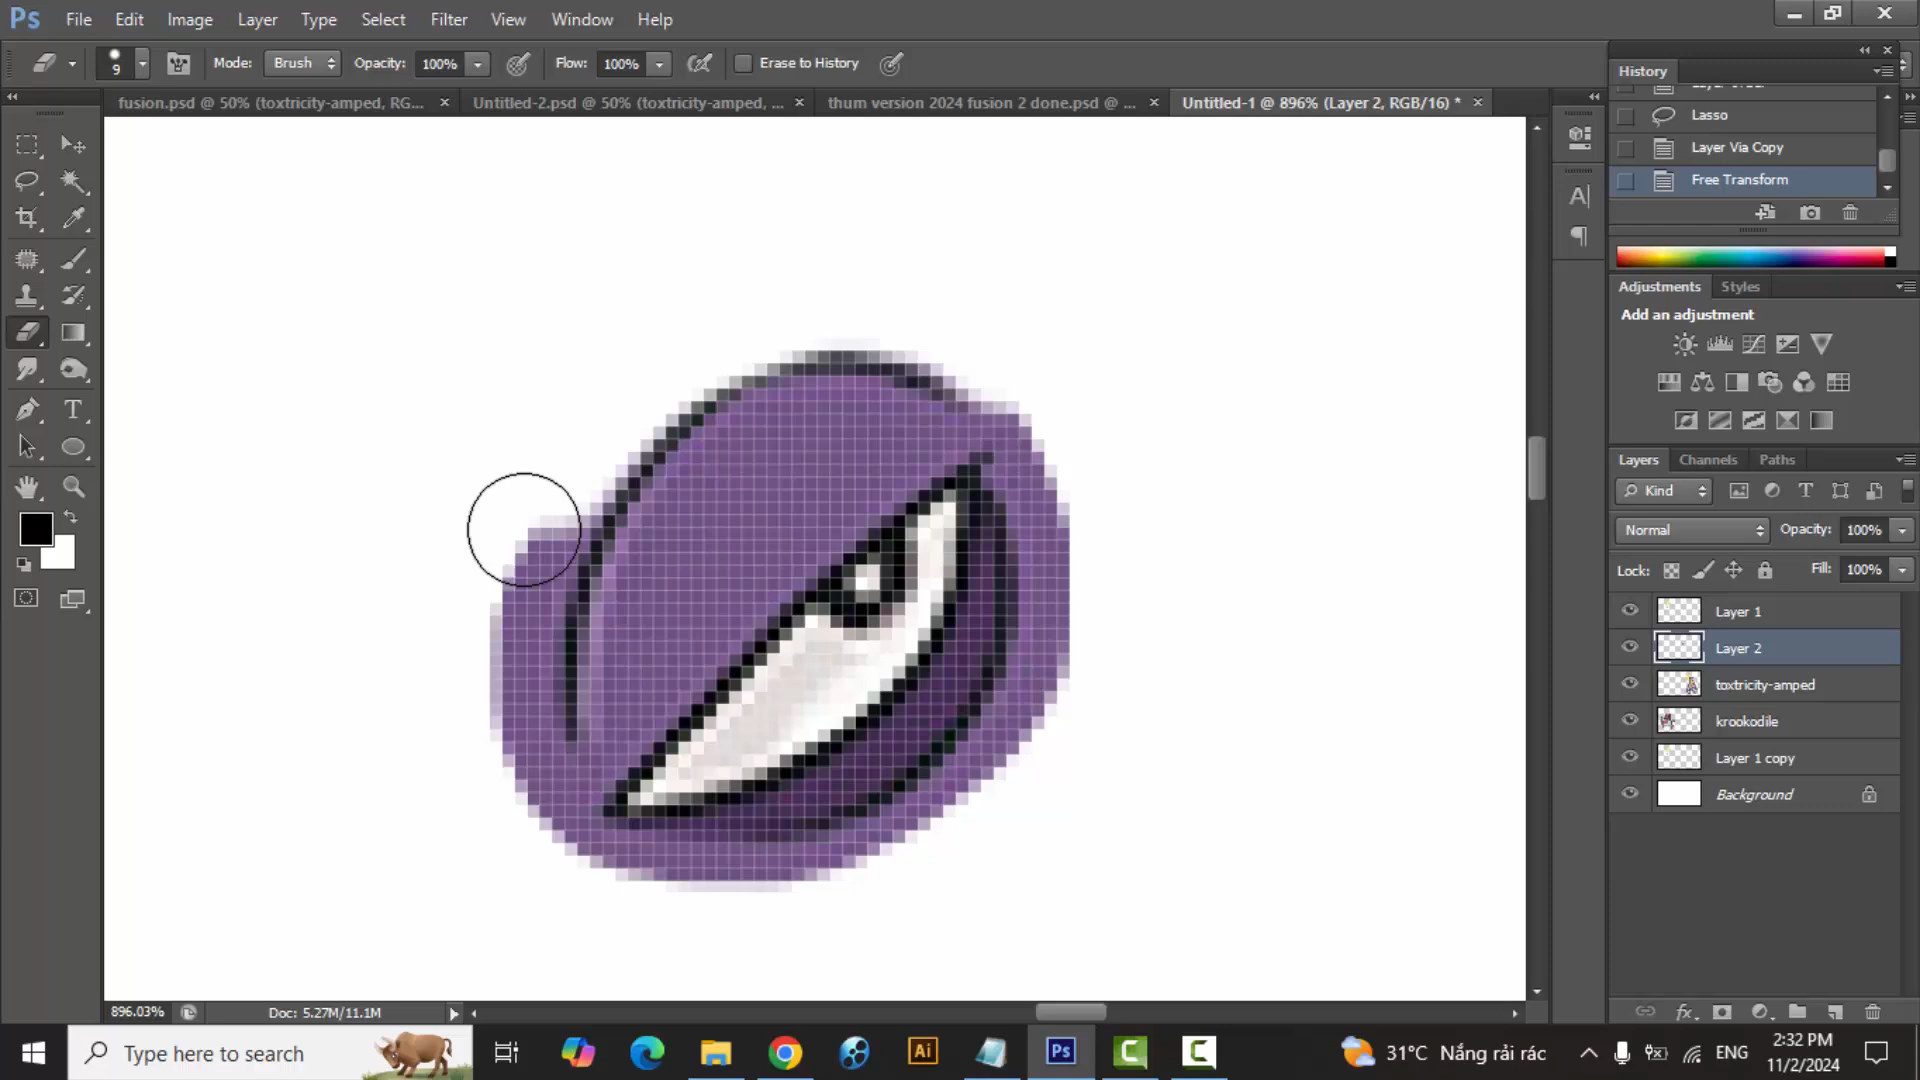 Ps File Edit Image Layer Type Select Filter View Window Help
9 Mode: Brush Opacity: 100% Flow: 100% Erase to History
fusion.psd @ 50% (toxtricity-amped, RG... Untitled-2.psd @ 50% (toxtricity-amped, ... thum version 2024 fusion 2 done.psd @ ... Untitled-1 @ 896% (Layer 2, RGB/16) *
History
Lasso
Layer Via Copy
Free Transform
Adjustments Styles
Add an adjustment
Layers Channels Paths
Kind
Normal Opacity: 100%
Lock: Fill: 100%
Layer 1
Layer 2
toxtricity-amped
krookodile
Layer 1 copy
Background
896.03% Doc: 5.27M/11.1M
Type here to search
Ai Ps
31°C Nắng rải rác ENG
2:32 PM
11/2/2024